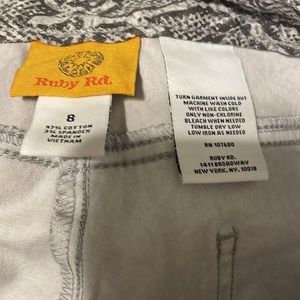 Ruby Rd.
8
97% COTTON
3% SPANDEX
MADE IN
VIETNAM
TURN GARMENT INSIDE OUT
MACHINE WASH COLD
WITH LIKE COLORS
ONLY NON-CHLORINE
BLEACH WHEN NEEDED
TUMBLE DRY LOW
LOW IRON AS NEEDED
RN 107680
RUBY RD.
1411 BROADWAY
NEW YORK, NY. 10018